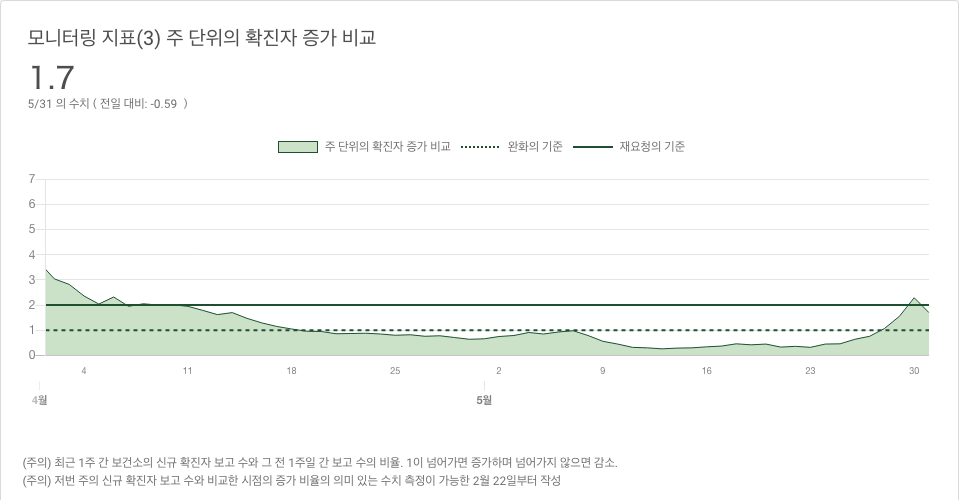 모니터링 지표(3) 주 단위의 확진자 증가 비교
1.7
5/31 의 수치 ( 전일 대비: -0.59 )
주 단위의 확진자 증가 비교 완화의 기준 재요청의 기준
7
6
5
4
3
2
1
0
4 11 18 25 2 9 16 23 30
4월 5월
(주의) 최근 1주 간 보건소의 신규 확진자 보고 수와 그 전 1주일 간 보고 수의 비율. 1이 넘어가면 증가하며 넘어가지 않으면 감소.
(주의) 저번 주의 신규 확진자 보고 수와 비교한 시점의 증가 비율의 의미 있는 수치 측정이 가능한 2월 22일부터 작성